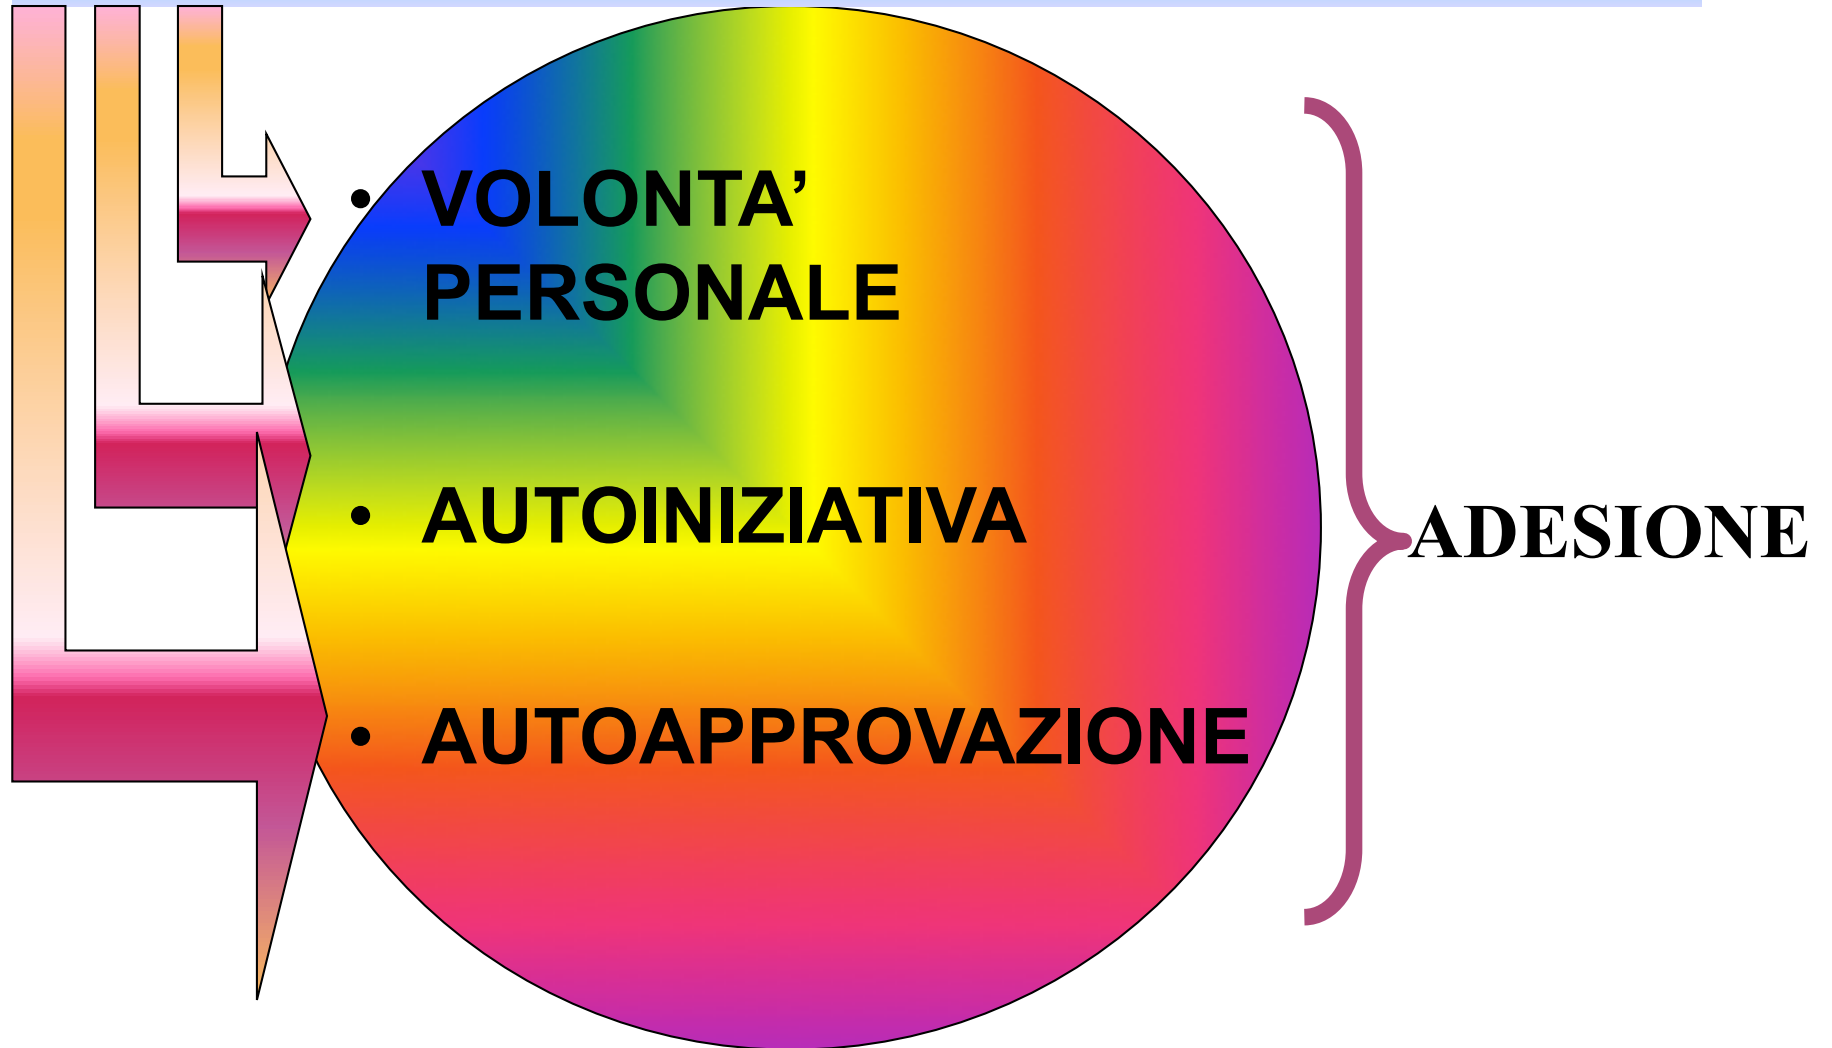 • VOLONTA’
PERSONALE
• AUTOINIZIATIVA
• AUTOAPPROVAZIONE
ADESIONE